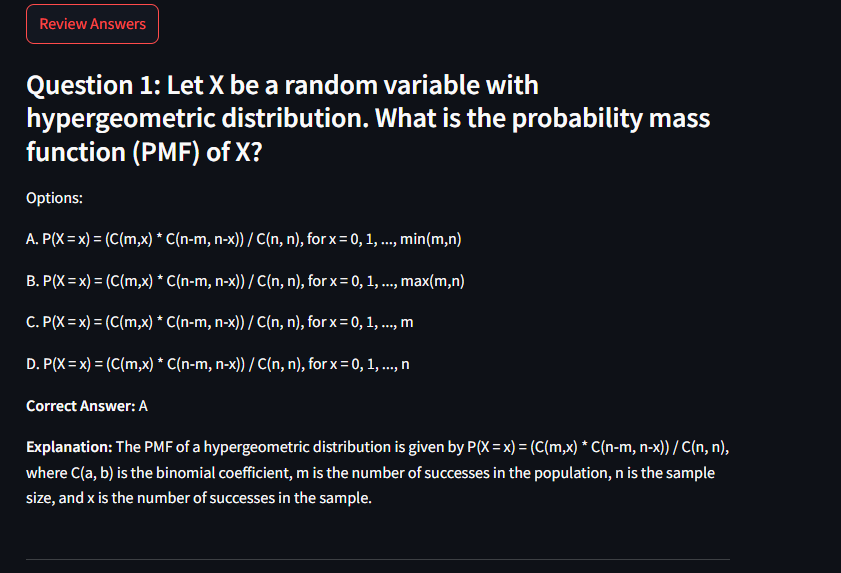 Review Answers
Question 1: Let X be a random variable with
hypergeometric distribution. What is the probability mass
function (PMF) of X?
Options:
A. P(X = x) = (C(m,x) * C(n-m, n-x)) / C(n, n), for x = 0, 1, ..., min(m,n)
B. P(X = x) = (C(m,x) * C(n-m, n-x)) / C(n, n), for x = 0, 1, ..., max(m,n)
C. P(X = x) = (C(m,x) * C(n-m, n-x)) / C(n, n), for x = 0, 1, ..., m
D. P(X = x) = (C(m,x) * C(n-m, n-x)) / C(n, n), for x = 0, 1, ..., n
Correct Answer: A
Explanation: The PMF of a hypergeometric distribution is given by P(X = x) = (C(m,x) * C(n-m, n-x)) / C(n, n),
where C(a, b) is the binomial coefficient, m is the number of successes in the population, n is the sample
size, and x is the number of successes in the sample.